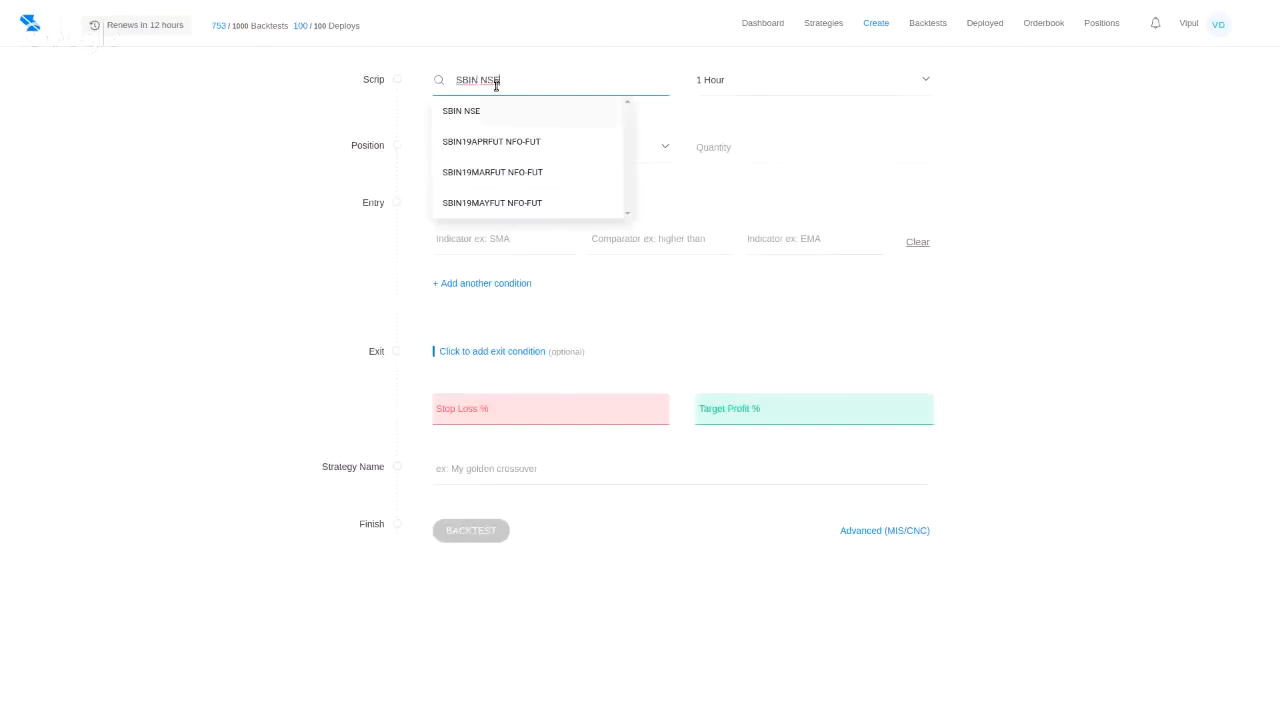 Renews in 12 hours
753 / 1000 Backtests 100 / 100 Deploys
Dashboard
Strategies
Create
Backtests
Deployed
Orderbook
Positions
Vipul
VD
Scrip
SBIN NSE
1 Hour
SBIN NSE
SBIN19APRFUT NFO-FUT
SBIN19MARFUT NFO-FUT
SBIN19MAYFUT NFO-FUT
Position
Quantity
Entry
Indicator ex: SMA
Comparator ex: higher than
Indicator ex: EMA
Clear
+ Add another condition
Exit
Click to add exit condition (optional)
Stop Loss %
Target Profit %
Strategy Name
ex: My golden crossover
Finish
BACKTEST
Advanced (MIS/CNC)